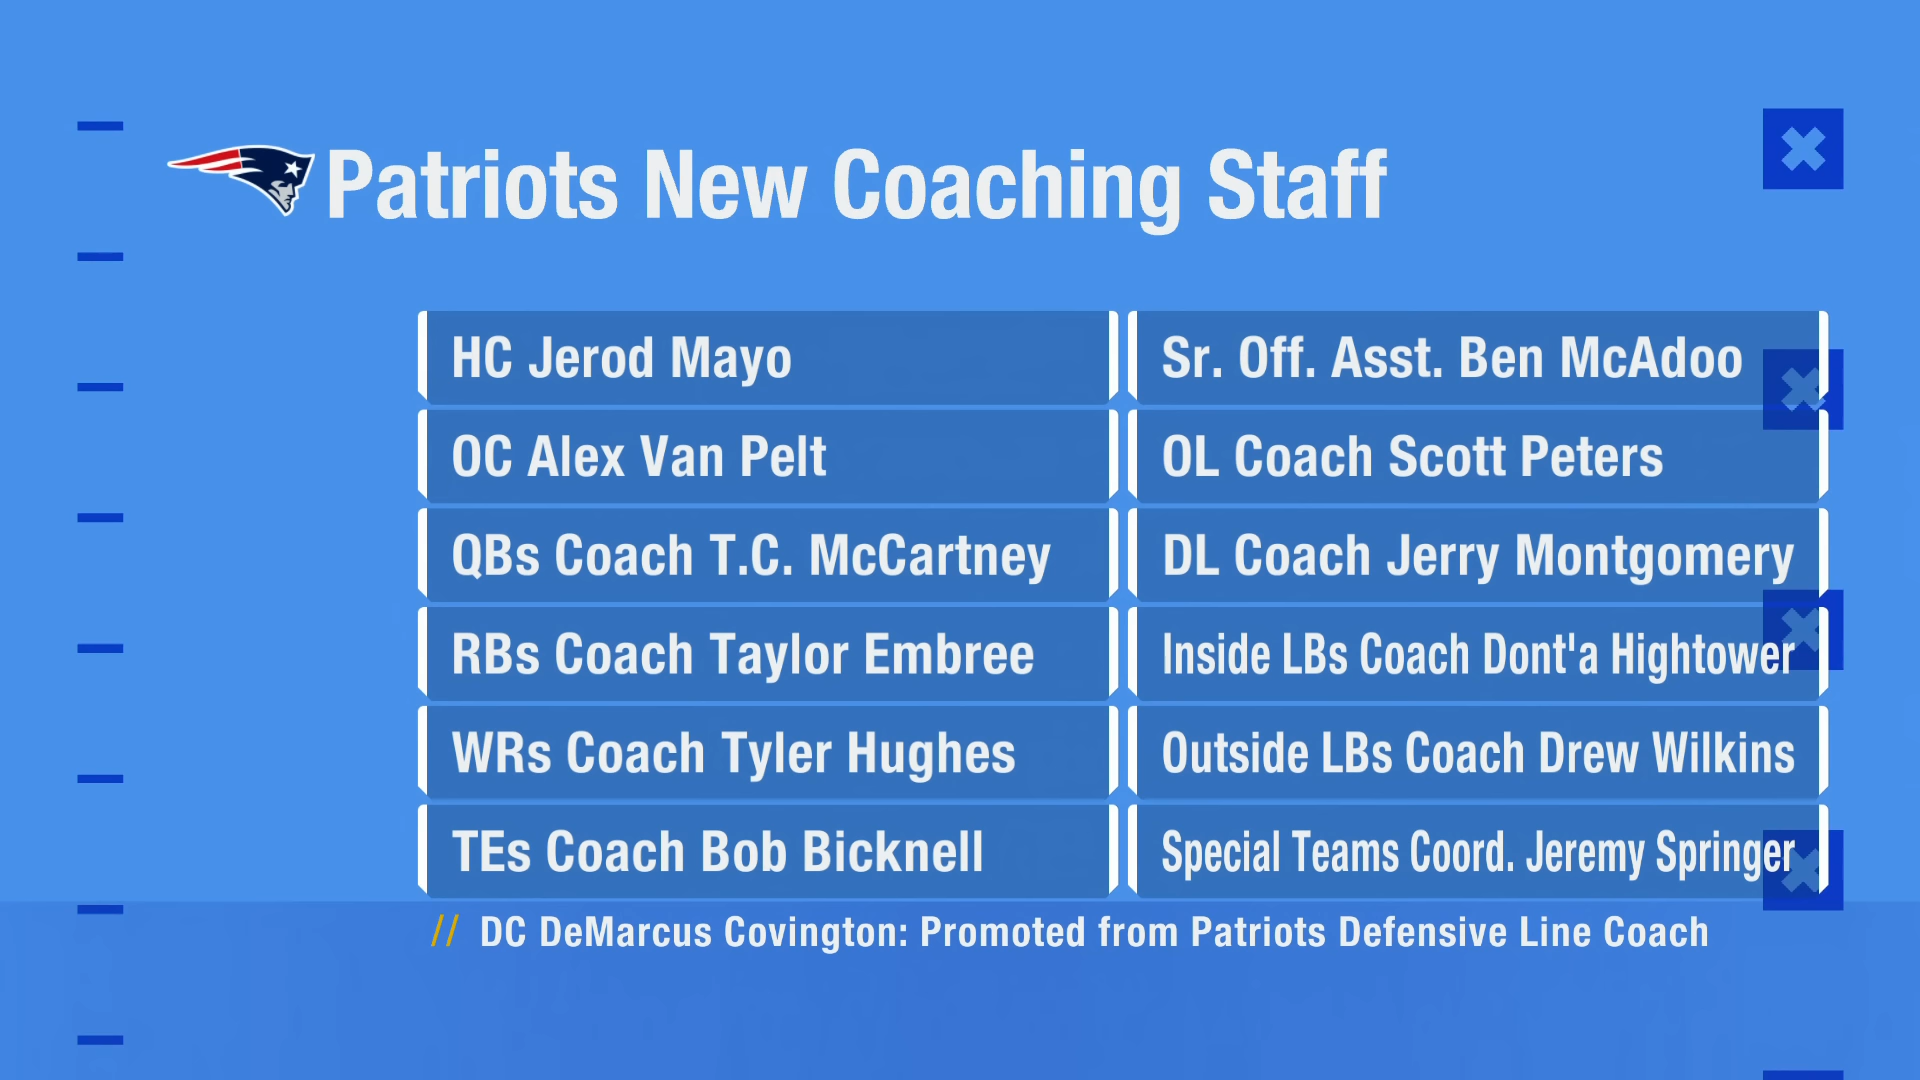 Patriots New Coaching Staff
HC Jerod Mayo
OC Alex Van Pelt
QBs Coach T.C. McCartney
RBs Coach Taylor Embree
WRs Coach Tyler Hughes
TEs Coach Bob Bicknell
Sr. Off. Asst. Ben McAdoo
OL Coach Scott Peters
DL Coach Jerry Montgomery
Inside LBs Coach Dont'a Hightower
Outside LBs Coach Drew Wilkins
Special Teams Coord. Jeremy Springer
// DC DeMarcus Covington: Promoted from Patriots Defensive Line Coach